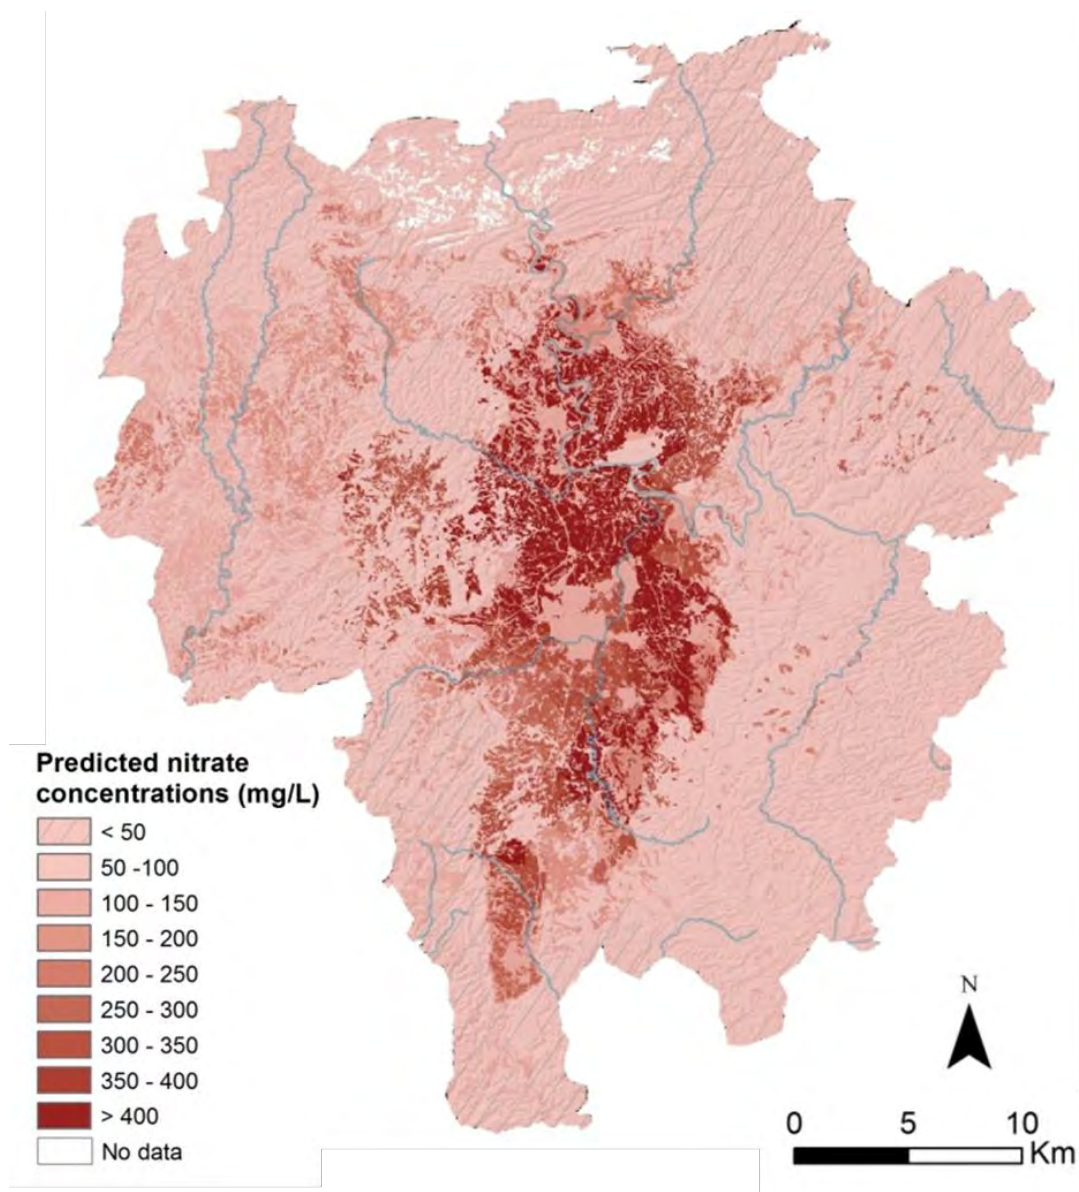 Predicted nitrate
concentrations (mg/L)
< 50
50 -100
100 - 150
150 - 200
200 - 250
250 - 300
300 - 350
350 - 400
> 400
No data
N
0 5 10
Km